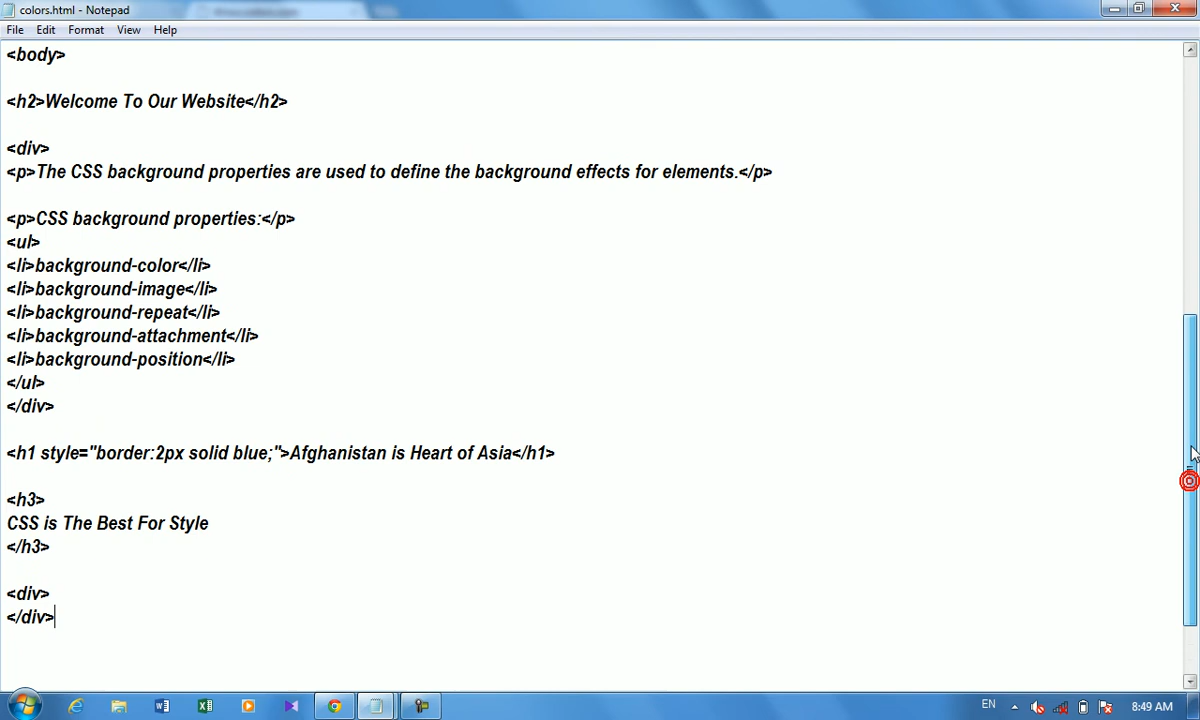 colors.html - Notepad
File Edit Format View Help
<body>
<h2>Welcome To Our Website</h2>
<div>
<p>The CSS background properties are used to define the background effects for elements.</p>
<p>CSS background properties:</p>
<ul>
<li>background-color</li>
<li>background-image</li>
<li>background-repeat</li>
<li>background-attachment</li>
<li>background-position</li>
</ul>
</div>
<h1 style="border:2px solid blue;">Afghanistan is Heart of Asia</h1>
<h3>
CSS is The Best For Style
</h3>
<div>
</div>
EN 8:49 AM